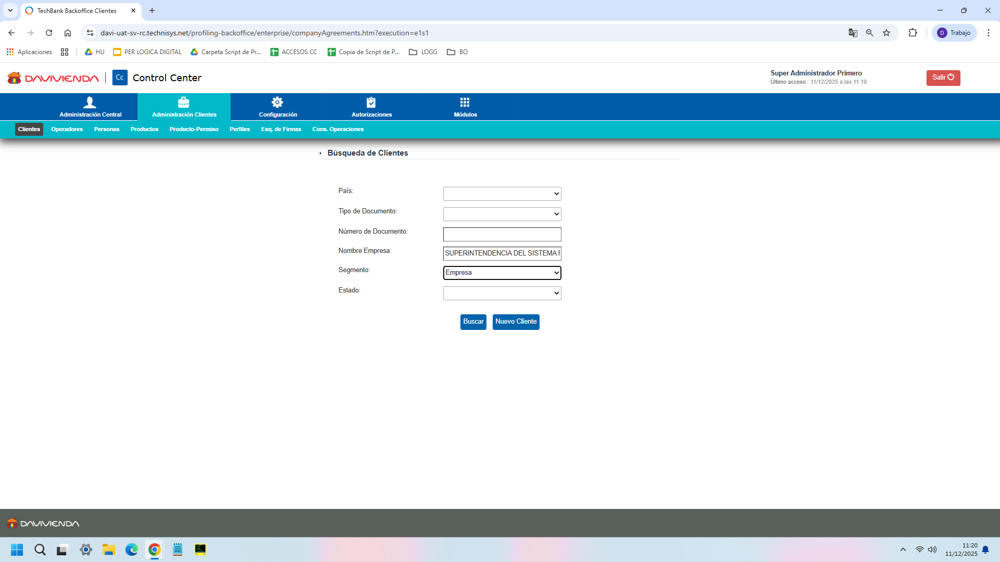 TechBank Backoffice Clientes
davi-uat-sv-rc.technisys.net/profiling-backoffice/enterprise/companyAgreements.htm?execution=e1s1
D Trabajo
Aplicaciones
HU
PER LOGICA DIGITAL
Carpeta Script de Pr...
ACCESOS CC
Copia de Script de P...
LOGG
BO
DAVIVIENDA
Cc
Control Center
Super Administrador Primero
Último acceso : 11/12/2025 a las 11:19
Salir
Administración Central
Administración Clientes
Configuración
Autorizaciones
Módulos
Clientes
Operadores
Personas
Productos
Producto-Permiso
Perfiles
Esq. de Firmas
Cons. Operaciones
Búsqueda de Clientes
País:
Tipo de Documento:
Número de Documento:
Nombre Empresa:
SUPERINTENDENCIA DEL SISTEMA
Segmento:
Empresa
Estado:
Buscar
Nuevo Cliente
DAVIVIENDA
11:20
11/12/2025